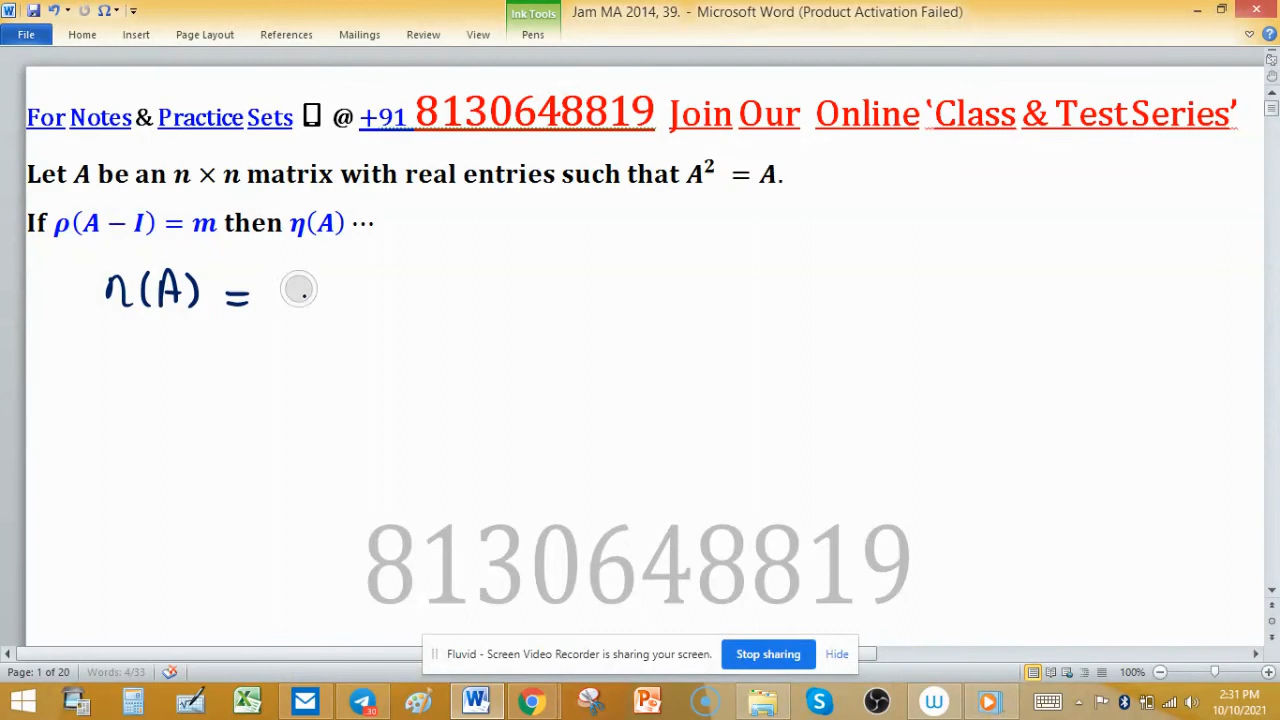 Jam MA 2014, 39. - Microsoft Word (Product Activation Failed)
Ink Tools
File Home Insert Page Layout References Mailings Review View Pens
For Notes & Practice Sets @ +91 8130648819 Join Our Online 'Class & Test Series'
Let A be an n × n matrix with real entries such that A² = A.
If ρ(A − I) = m then η(A) ⋯
η(A) =
8130648819
Fluvid - Screen Video Recorder is sharing your screen. Stop sharing Hide
Page: 1 of 20 Words: 4/33 100%
30
2:31 PM
10/10/2021